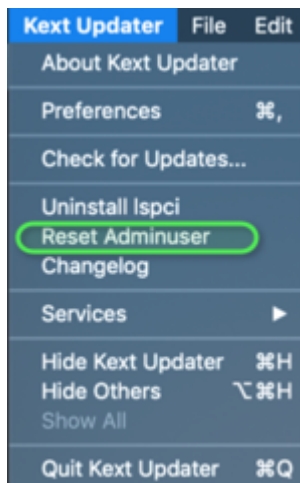 Kext Updater File Edit
About Kext Updater
Preferences ⌘,
Check for Updates...
Uninstall lspci
Reset Adminuser
Changelog
Services ▶
Hide Kext Updater ⌘H
Hide Others ⌥⌘H
Show All
Quit Kext Updater ⌘Q